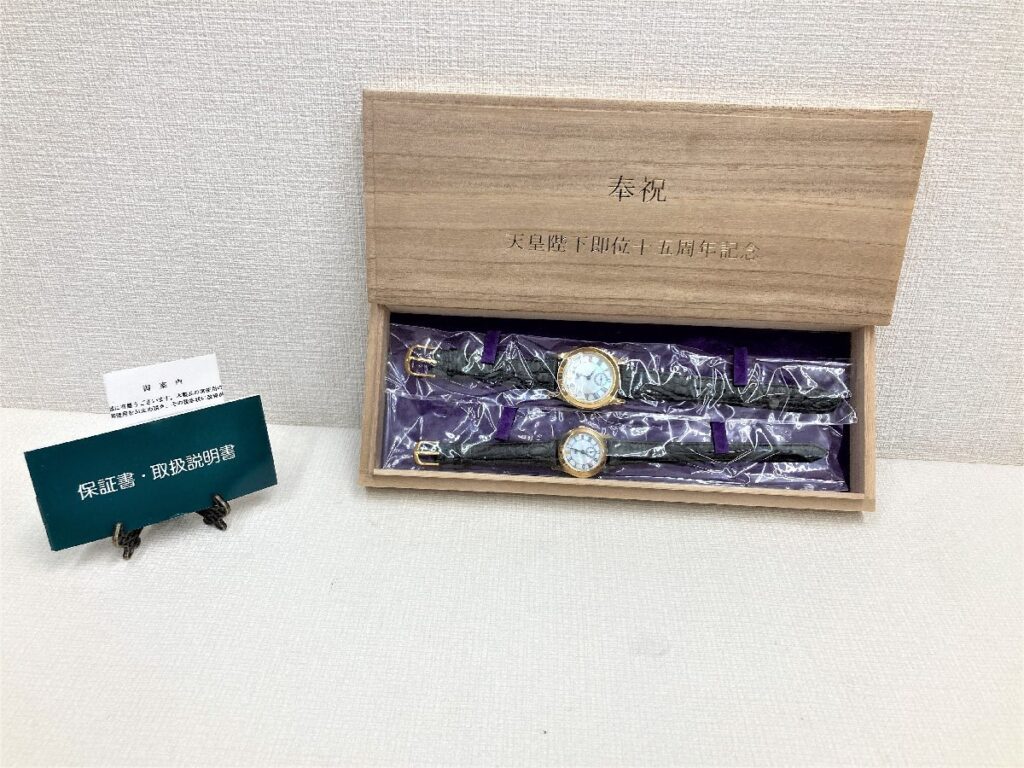 奉祝
天皇陛下即位十五周年記念
御案内
保証書・取扱説明書